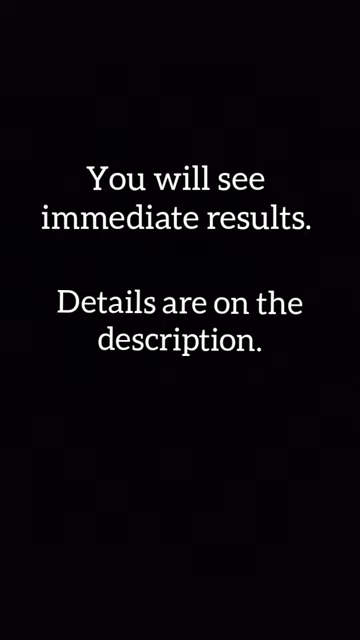 You will see
immediate results.
Details are on the
description.